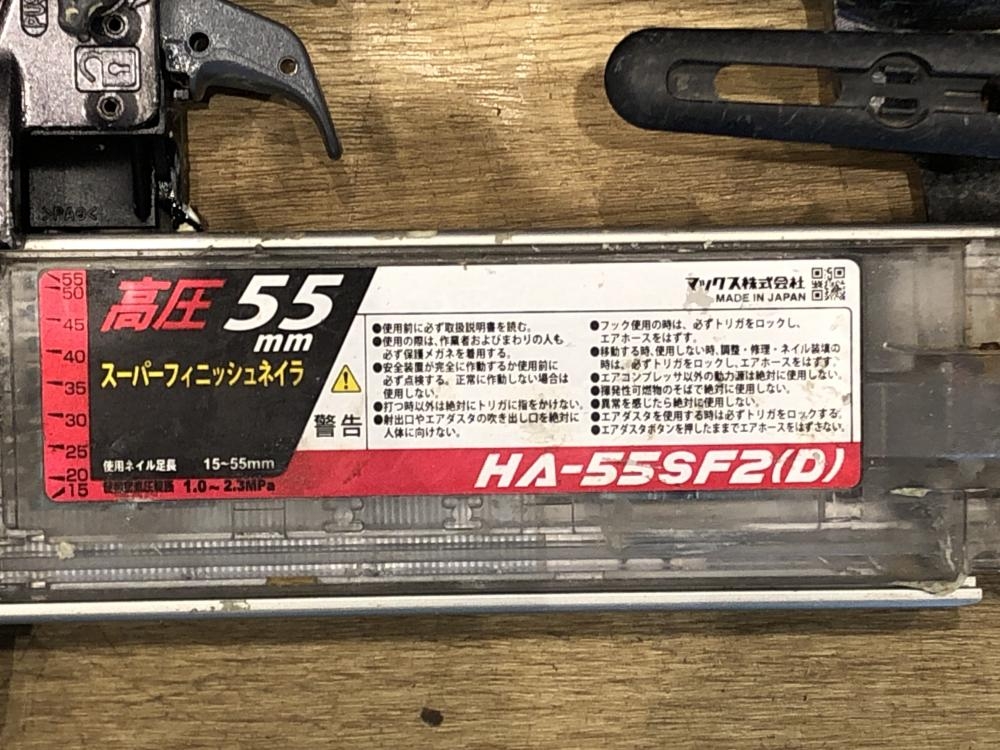 PUS
>PA6<
55
50
45
40
35
30
25
20
15
高圧 55
mm
スーパーフィニッシュネイラ
使用ネイル足長 15~55mm
1.0~2.3MPa
警告
●使用前に必ず取扱説明書を読む。
●使用の際は、作業者およびまわりの人も
必ず保護メガネを着用する。
●安全装置が完全に作動するか使用前に
必ず点検する。正常に作動しない場合は
使用しない。
●打つ時以外は絶対にトリガに指をかけない。
●射出口やエアダスタの吹き出し口を絶対に
人体に向けない。
マックス株式会社
MADE IN JAPAN
●フック使用の時は、必ずトリガをロックし、
エアホースをはずす。
●移動する時、使用しない時、調整・修理・ネイル装填の
時は、必ずトリガをロックし、エアホースをはずす。
●エアコンプレッサ以外の動力源は絶対に使用しない。
●揮発性可燃物のそばで絶対に使用しない。
●異常を感じたら絶対に使用しない。
●エアダスタを使用する時は必ずトリガをロックする。
●エアダスタボタンを押したままでエアホースをはずさない。
HA-55SF2(D)